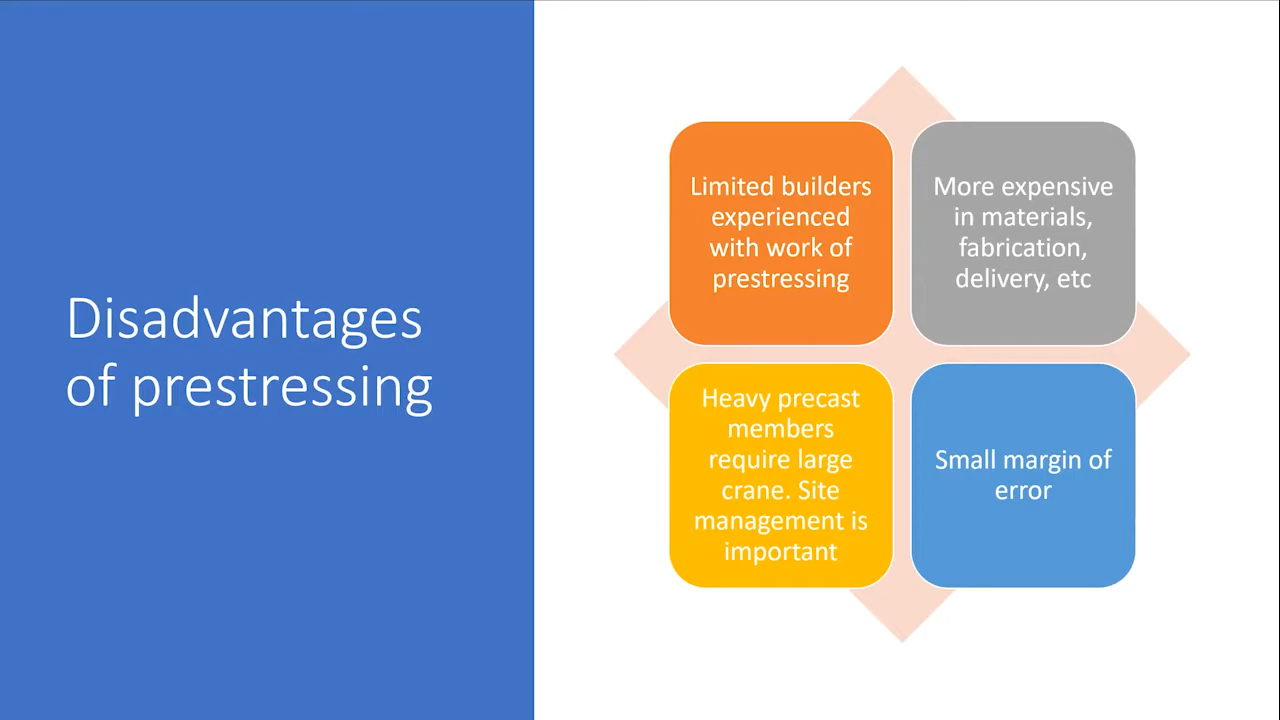 Disadvantages
of prestressing
Limited builders
experienced
with work of
prestressing
More expensive
in materials,
fabrication,
delivery, etc
Heavy precast
members
require large
crane. Site
management is
important
Small margin of
error